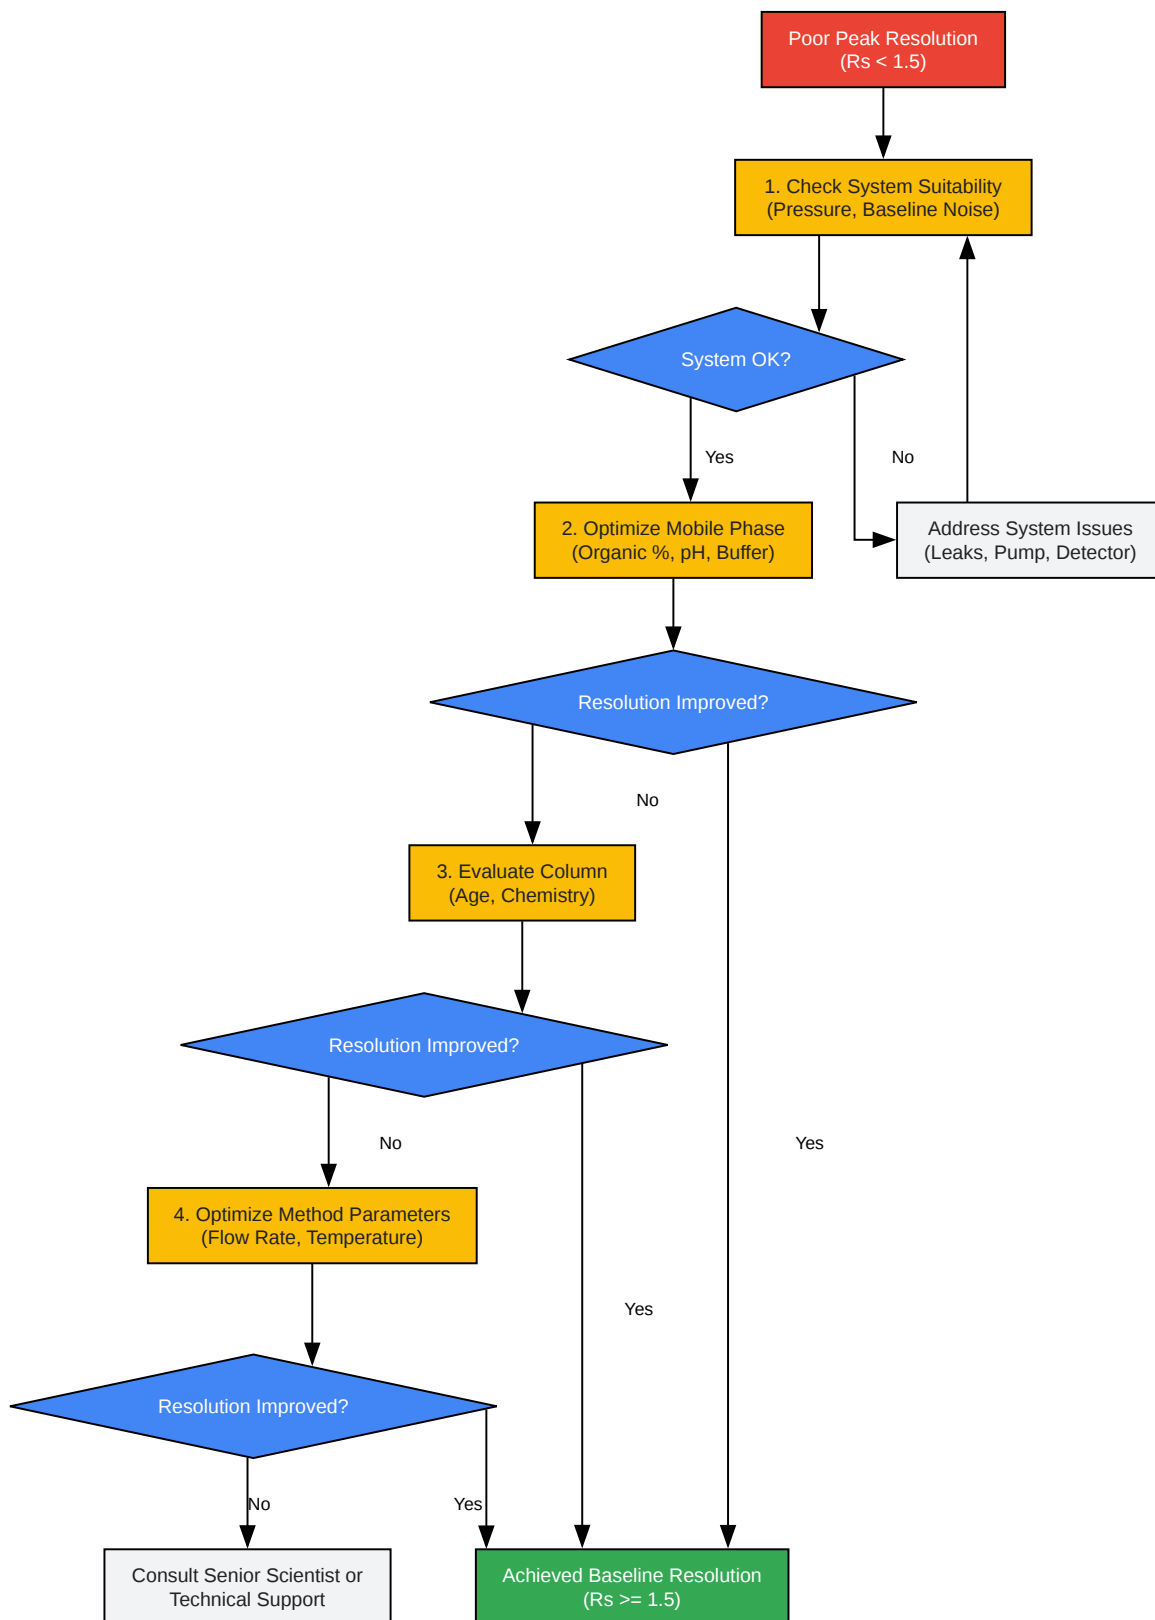 Poor Peak Resolution
(Rs < 1.5)
1. Check System Suitability
(Pressure, Baseline Noise)
System OK?
Yes
No
2. Optimize Mobile Phase
(Organic %, pH, Buffer)
Address System Issues
(Leaks, Pump, Detector)
Resolution Improved?
No
3. Evaluate Column
(Age, Chemistry)
Resolution Improved?
No
Yes
4. Optimize Method Parameters
(Flow Rate, Temperature)
Yes
Resolution Improved?
No
Yes
Consult Senior Scientist or
Technical Support
Achieved Baseline Resolution
(Rs >= 1.5)